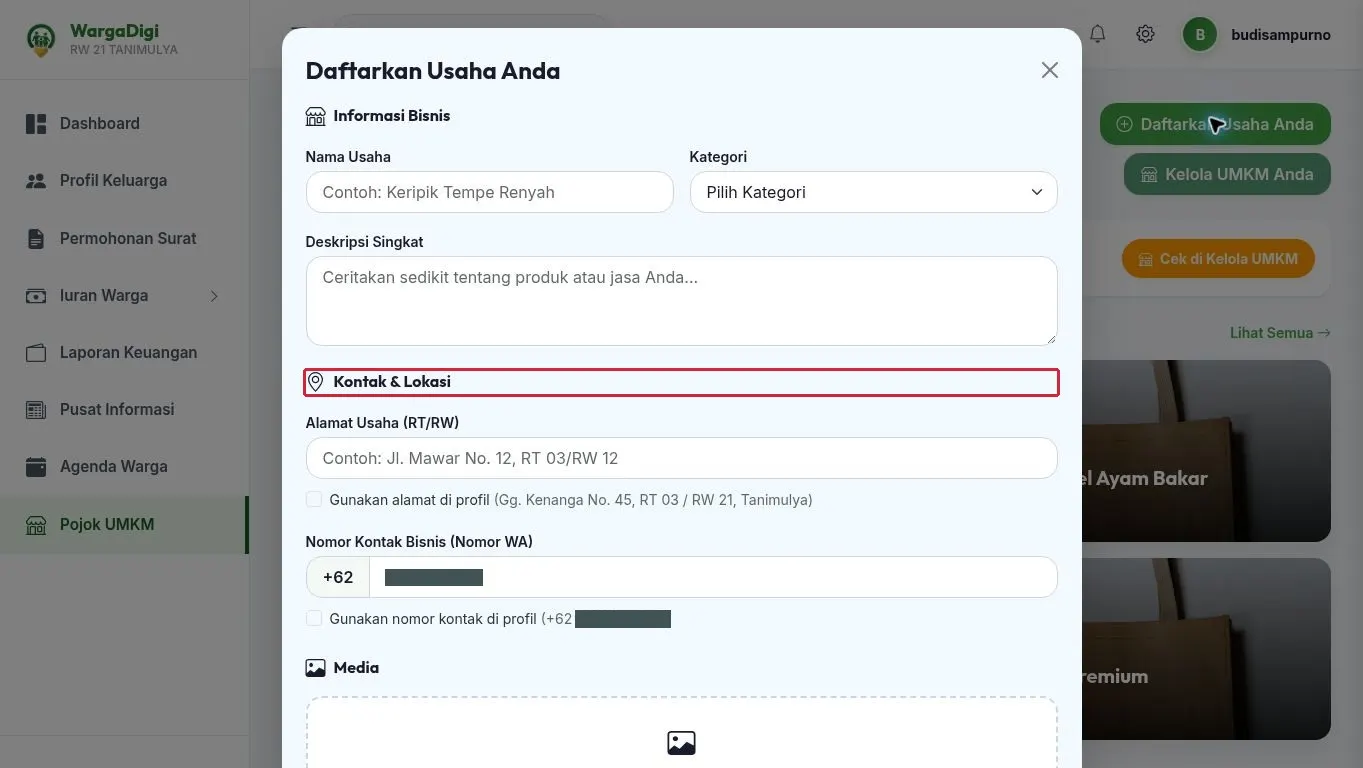 WargaDigi
RW 21 TANIMULYA
Dashboard
Profil Keluarga
Permohonan Surat
Iuran Warga
Laporan Keuangan
Pusat Informasi
Agenda Warga
Pojok UMKM
B
budisampurno
Daftarkan Usaha Anda
Kelola UMKM Anda
Cek di Kelola UMKM
Lihat Semua
Ayam Bakar
Daftarkan Usaha Anda
Informasi Bisnis
Nama Usaha
Kategori
Contoh: Keripik Tempe Renyah
Pilih Kategori
Deskripsi Singkat
Ceritakan sedikit tentang produk atau jasa Anda...
Kontak & Lokasi
Alamat Usaha (RT/RW)
Contoh: Jl. Mawar No. 12, RT 03/RW 12
Gunakan alamat di profil (Gg. Kenanga No. 45, RT 03 / RW 21, Tanimulya)
Nomor Kontak Bisnis (Nomor WA)
+62
Gunakan nomor kontak di profil (+62
Media